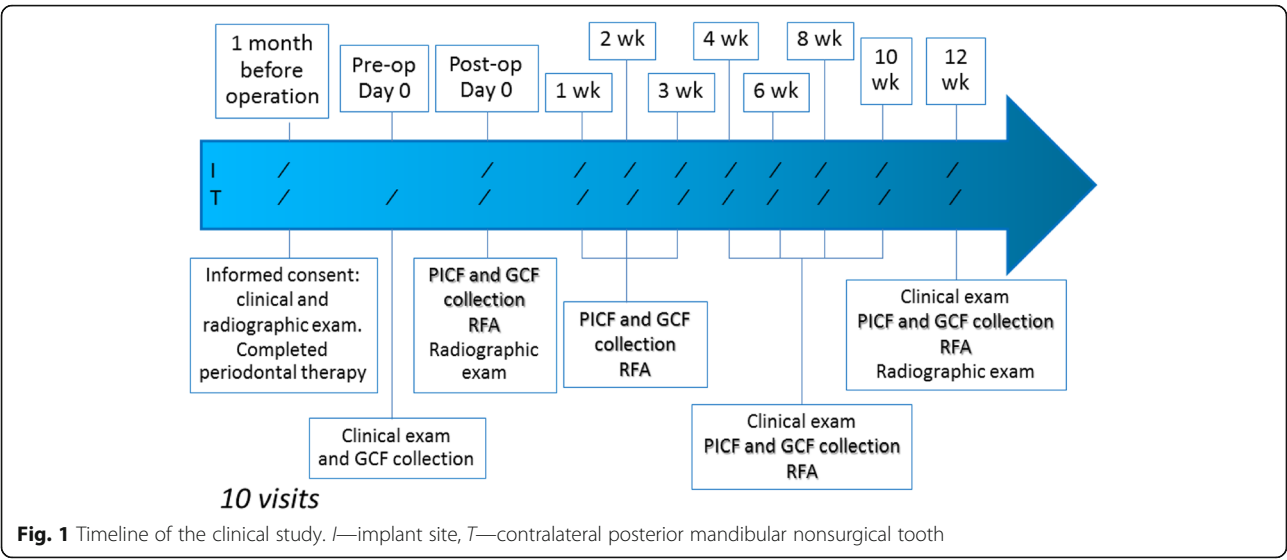 1 month
before
operation
Pre-op
Day 0
Post-op
Day 0
1 wk
2 wk
3 wk
4 wk
6 wk
8 wk
10
wk
12
wk
I / / / / / / / / / /
T / / / / / / / / / / /
Informed consent:
clinical and
radiographic exam.
Completed
periodontal therapy
Clinical exam
and GCF collection
PICF and GCF
collection
RFA
Radiographic
exam
PICF and GCF
collection
RFA
Clinical exam
PICF and GCF collection
RFA
Clinical exam
PICF and GCF collection
RFA
Radiographic exam
10 visits
Fig. 1 Timeline of the clinical study. I—implant site, T—contralateral posterior mandibular nonsurgical tooth